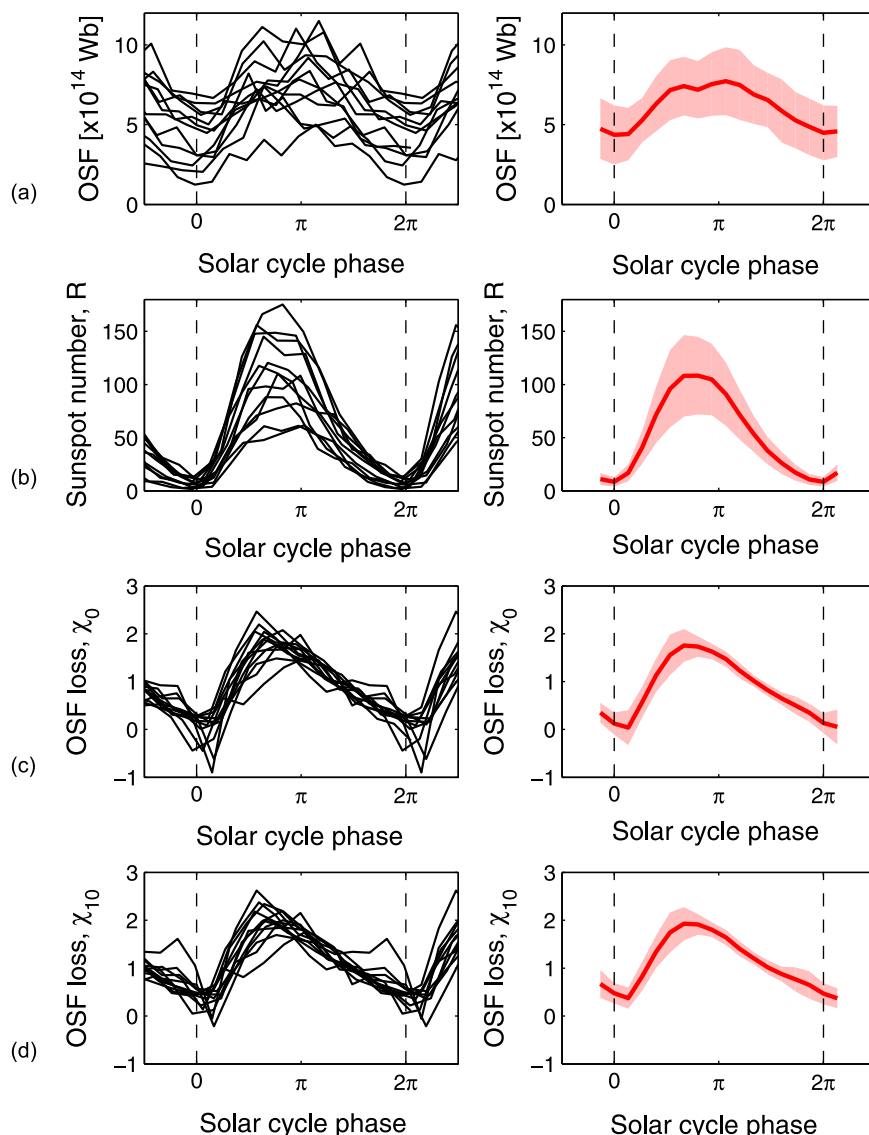 (a)
OSF [x10^14 Wb]
10
5
0
0 π 2π
Solar cycle phase
OSF [x10^14 Wb]
10
5
0
0 π 2π
Solar cycle phase
(b)
Sunspot number, R
150
100
50
0
0 π 2π
Solar cycle phase
Sunspot number, R
150
100
50
0
0 π 2π
Solar cycle phase
(c)
OSF loss, χ_0
3
2
1
0
−1
0 π 2π
Solar cycle phase
OSF loss, χ_0
3
2
1
0
−1
0 π 2π
Solar cycle phase
(d)
OSF loss, χ_10
3
2
1
0
−1
0 π 2π
Solar cycle phase
OSF loss, χ_10
3
2
1
0
−1
0 π 2π
Solar cycle phase